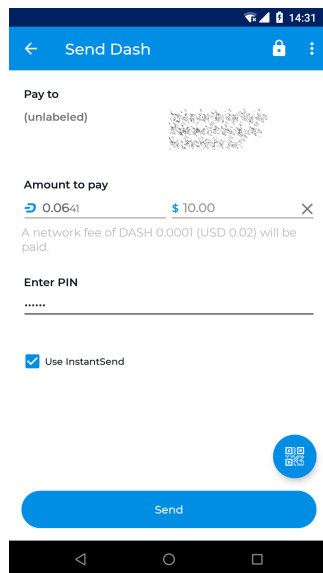 14:31
Send Dash
Pay to
(unlabeled)
Amount to pay
0.0641 $ 10.00
A network fee of DASH 0.0001 (USD 0.02) will be
paid.
Enter PIN
••••••
Use InstantSend
Send